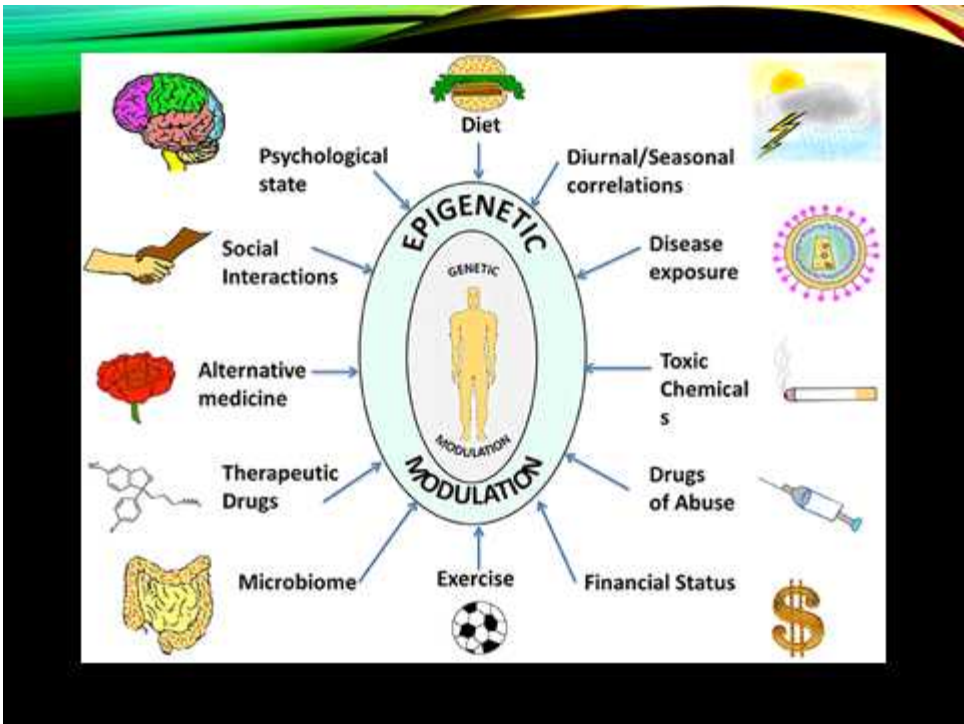 Diet
Psychological
state
Diurnal/Seasonal
correlations
EPIGENETIC
Social
Interactions
GENETIC
Disease
exposure
Alternative
medicine
Toxic
Chemical
s
MODULATION
MODULATION
Therapeutic
Drugs
Drugs
of Abuse
Microbiome
Exercise
Financial Status
$